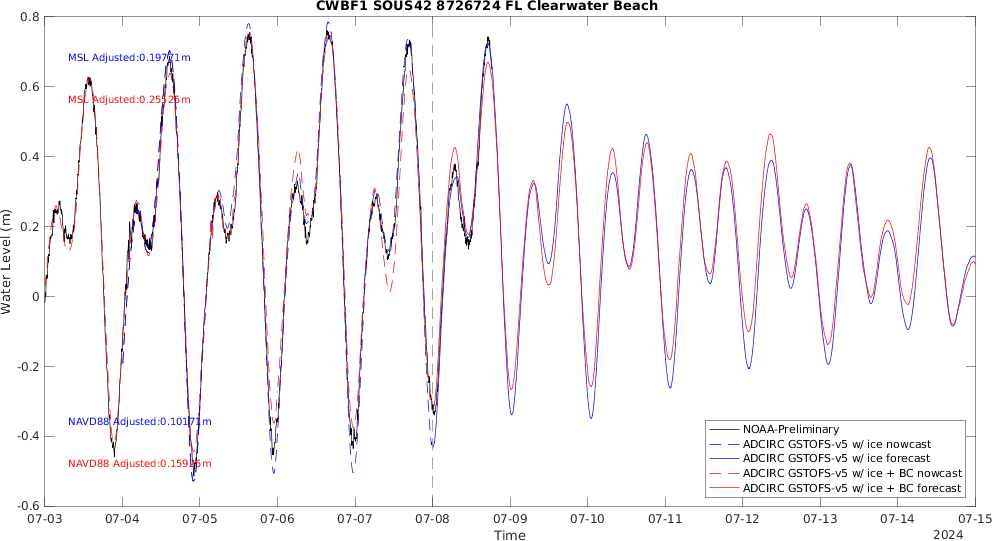 CWBF1 SOUS42 8726724 FL Clearwater Beach
Water Level (m)
0.8
0.6
0.4
0.2
0
-0.2
-0.4
-0.6
MSL Adjusted:0.19771m
MSL Adjusted:0.25526m
NAVD88 Adjusted:0.10171m
NOAA-Preliminary
ADCIRC GSTOFS-v5 w/ ice nowcast
ADCIRC GSTOFS-v5 w/ ice forecast
ADCIRC GSTOFS-v5 w/ ice + BC nowcast
ADCIRC GSTOFS-v5 w/ ice + BC forecast
07-03 07-04 07-05 07-06 07-07 07-08 07-09 07-10 07-11 07-12 07-13 07-14 07-15
Time
2024